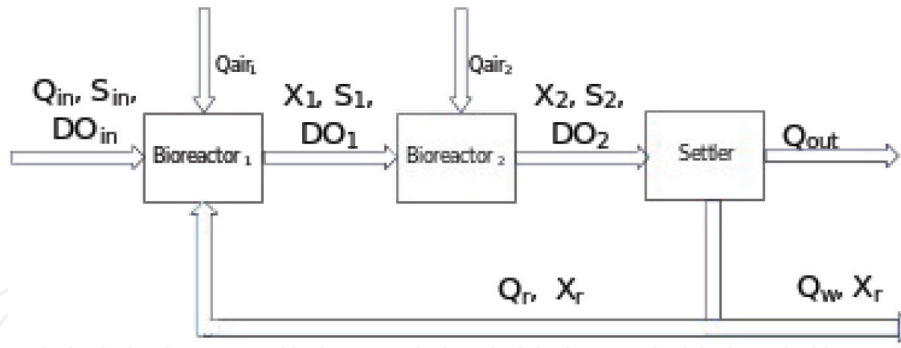 Qair₁
Qair₂
Qin, Sin,
DOin
X₁, S₁,
DO₁
X₂, S₂,
DO₂
Bioreactor ₁
Bioreactor ₂
Settler
Qout
Qr, Xr
Qw, Xr